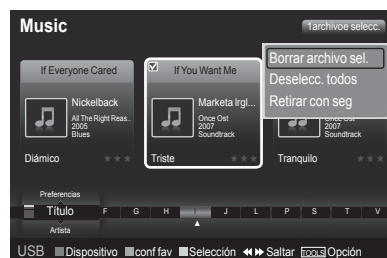 Music
1archivoe selecc.
If Everyone Cared
Nickelback
All The Right Reas..
2005
Blues
Diámico
If You Want Me
Marketa Irgl...
Once Ost
2007
Soundtrack
Triste
Borrar archivo sel.
Deselecc. todos
Retirar con seg
2007
Soundtrack
Tranquilo
Preferencias
Título F G H I J L P S T V
Artista
USB Dispositivo conf fav Selección Saltar TOOLS Opción